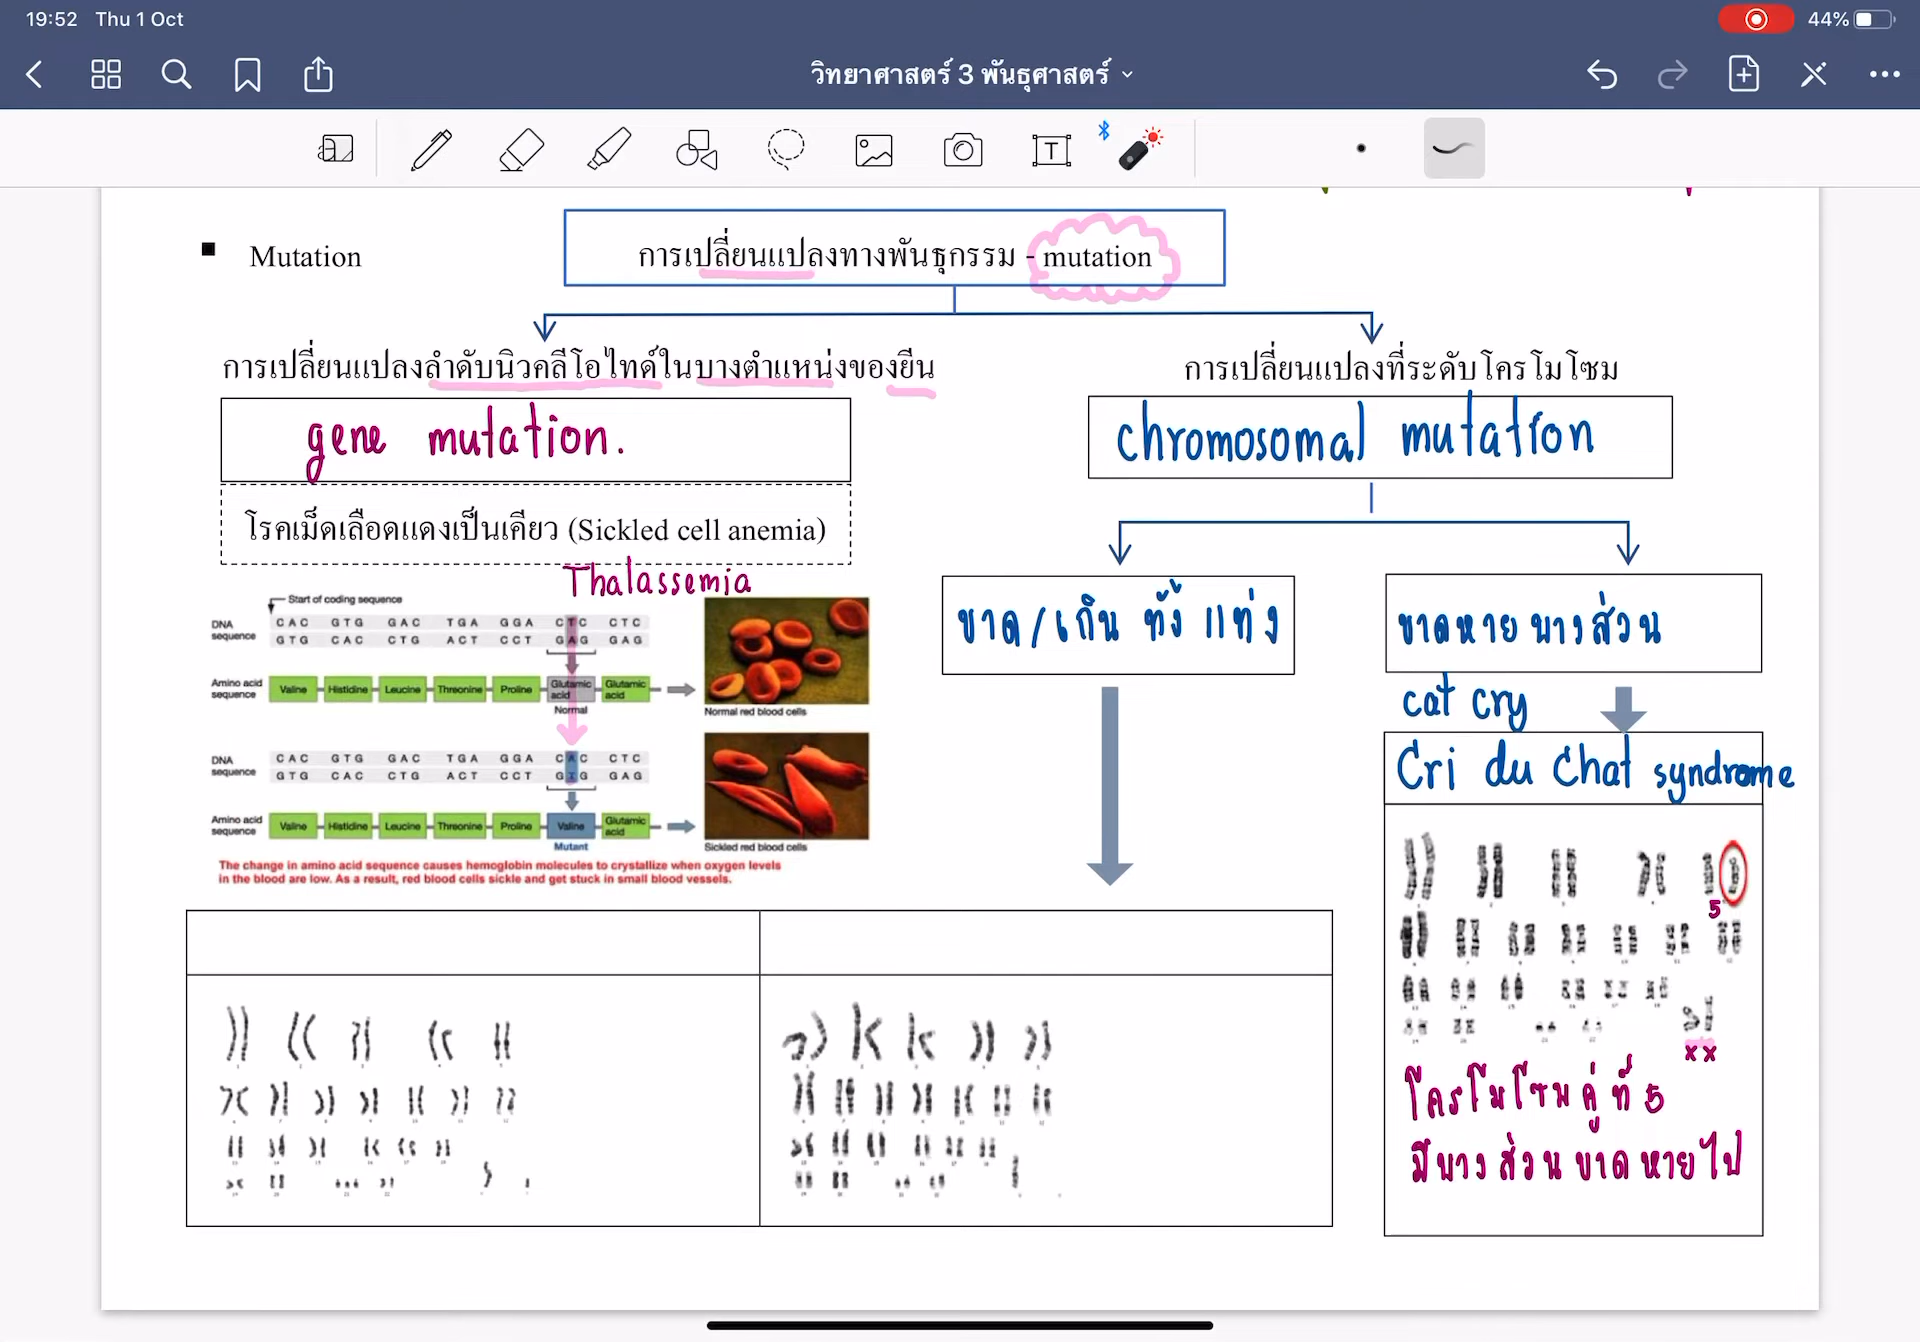 19:52 Thu 1 Oct
44%
วิทยาศาสตร์ 3 พันธุศาสตร์
Mutation
การเปลี่ยนแปลงทางพันธุกรรม - mutation
การเปลี่ยนแปลงลำดับนิวคลีโอไทด์ในบางตำแหน่งของยีน
การเปลี่ยนแปลงที่ระดับโครโมโซม
gene mutation.
chromosomal mutation
โรคเม็ดเลือดแดงเป็นเคียว (Sickled cell anemia)
Thalassemia
ขาด/เกิน ทั้งแท่ง
ขาดหายบางส่วน
cat cry
Cri du Chat syndrome
Start of coding sequence
DNA sequence
CAC GTG GAC TGA GGA CTC CTC
GTG CAC CTG ACT CCT GAG GAG
Amino acid sequence
Valine Histidine Leucine Threonine Proline Glutamic acid Glutamic acid
Normal
Normal red blood cells
DNA sequence
CAC GTG GAC TGA GGA CAC CTC
GTG CAC CTG ACT CCT GTG GAG
Amino acid sequence
Valine Histidine Leucine Threonine Proline Valine Glutamic acid
Mutant
Sickled red blood cells
The change in amino acid sequence causes hemoglobin molecules to crystallize when oxygen levels
in the blood are low. As a result, red blood cells sickle and get stuck in small blood vessels.
5
xx
โครโมโซมคู่ที่ 5
มีบางส่วนขาดหายไป